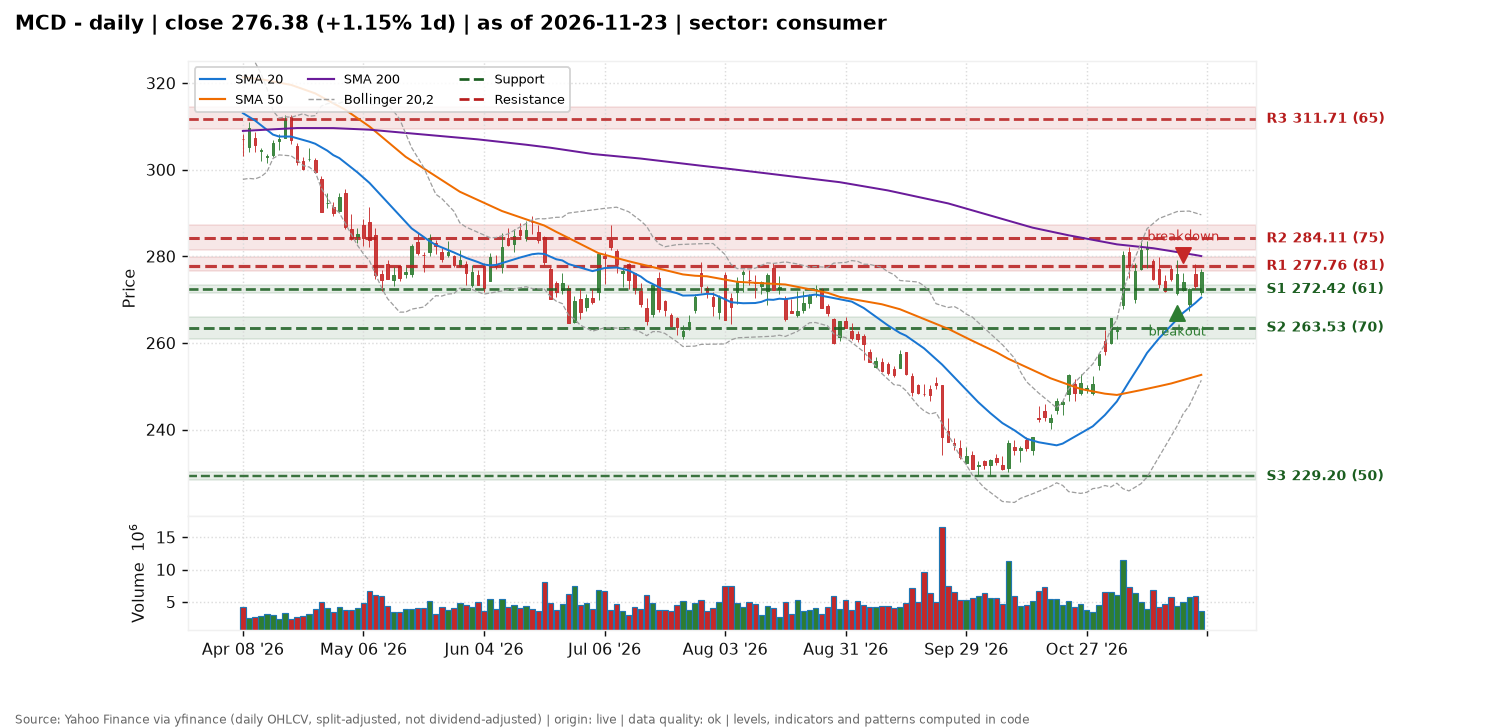 MCD - daily | close 276.38 (+1.15% 1d) | as of 2026-11-23 | sector: consumer
SMA 20
SMA 50
SMA 200
Bollinger 20,2
Support
Resistance
Price
320
300
280
260
240
R3 311.71 (65)
R2 284.11 (75)
R1 277.76 (81)
S1 272.42 (61)
S2 263.53 (70)
S3 229.20 (50)
breakdown
breakout
Volume 10⁶
15
10
5
Apr 08 '26
May 06 '26
Jun 04 '26
Jul 06 '26
Aug 03 '26
Aug 31 '26
Sep 29 '26
Oct 27 '26
Source: Yahoo Finance via yfinance (daily OHLCV, split-adjusted, not dividend-adjusted) | origin: live | data quality: ok | levels, indicators and patterns computed in code